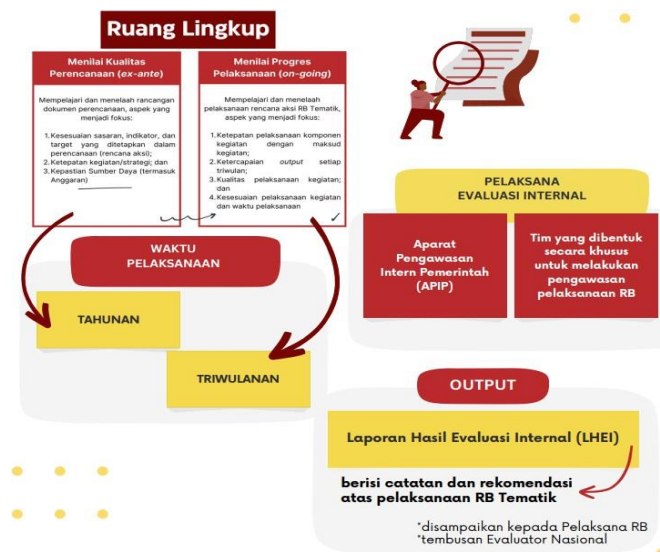 Ruang Lingkup
Menilai Kualitas
Perencanaan (ex-ante)
Mempelajari dan menelaah rancangan
dokumen perencanaan, aspek yang
menjadi fokus:
1. Kesesuaian sasaran, indikator, dan
target yang ditetapkan dalam
perencanaan (rencana aksi);
2. Ketepatan kegiatan/strategi; dan
3. Kepastian Sumber Daya (termasuk
Anggaran)
Menilai Progres
Pelaksanaan (on-going)
Mempelajari dan menelaah
pelaksanaan rencana aksi RB Tematik,
aspek yang menjadi fokus:
1. Ketepatan pelaksanaan komponen
kegiatan dengan maksud
kegiatan;
2. Ketercapaian output setiap
triwulan;
3. Kualitas pelaksanaan kegiatan;
dan
4. Kesesuaian pelaksanaan kegiatan
dan waktu pelaksanaan
WAKTU
PELAKSANAAN
TAHUNAN
TRIWULANAN
PELAKSANA
EVALUASI INTERNAL
Aparat
Pengawasan
Intern Pemerintah
(APIP)
Tim yang dibentuk
secara khusus
untuk melakukan
pengawasan
pelaksanaan RB
OUTPUT
Laporan Hasil Evaluasi Internal (LHEI)
berisi catatan dan rekomendasi
atas pelaksanaan RB Tematik
*disampaikan kepada Pelaksana RB
*tembusan Evaluator Nasional